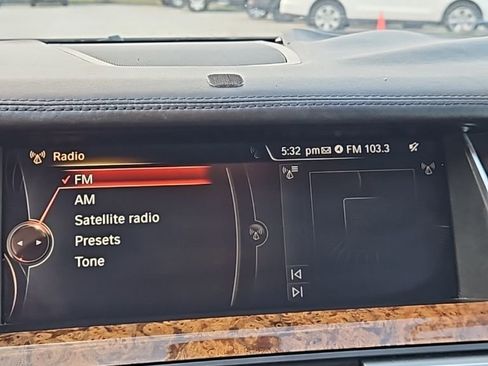 Radio
5:32 pm FM 103.3
FM
AM
Satellite radio
Presets
Tone